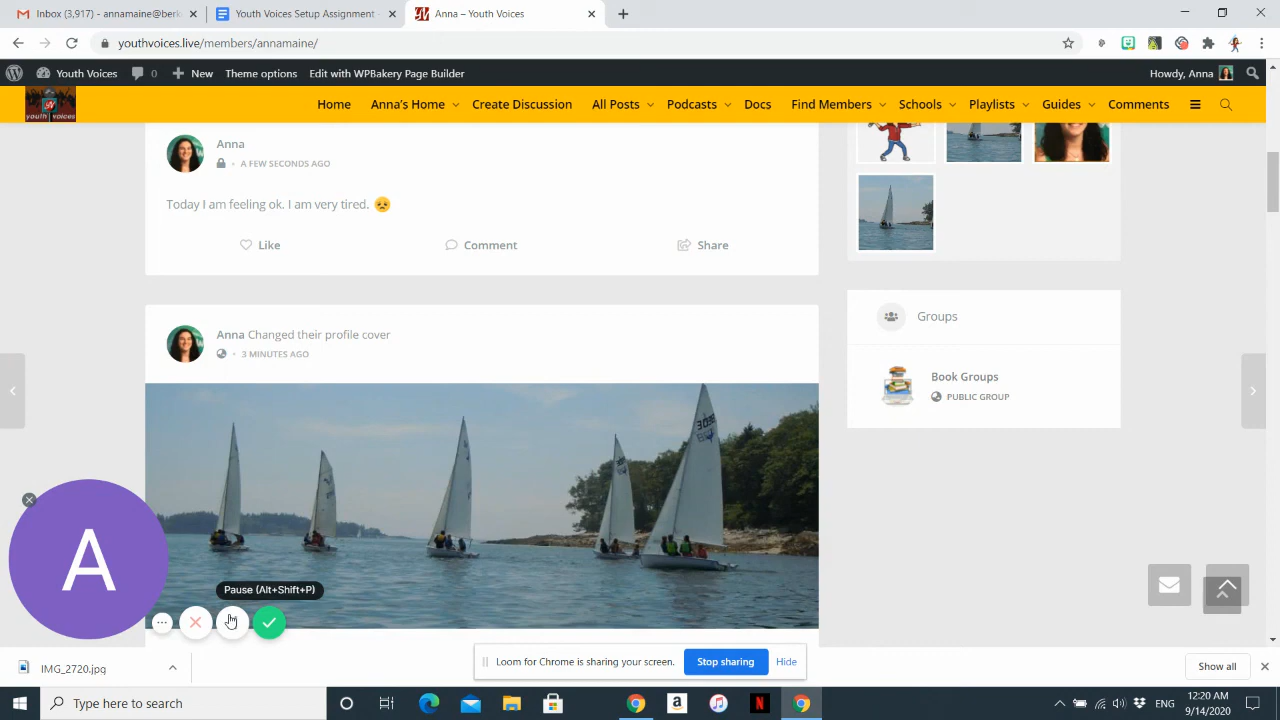 Inbox (3,917) - annamaine@berk
Youth Voices Setup Assignment -
Anna – Youth Voices
youthvoices.live/members/annamaine/
Youth Voices
0
New
Theme options
Edit with WPBakery Page Builder
Howdy, Anna
youth voices
Home
Anna's Home
Create Discussion
All Posts
Podcasts
Docs
Find Members
Schools
Playlists
Guides
Comments
Anna
A FEW SECONDS AGO
Today I am feeling ok. I am very tired.
Like
Comment
Share
Anna Changed their profile cover
3 MINUTES AGO
Groups
Book Groups
PUBLIC GROUP
A
Pause (Alt+Shift+P)
Loom for Chrome is sharing your screen.
Stop sharing
Hide
IMG_2720.jpg
Show all
Type here to search
ENG
12:20 AM
9/14/2020